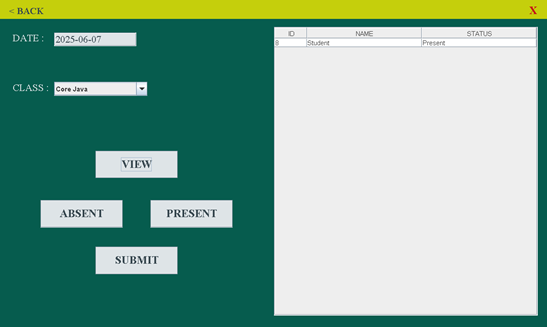 < BACK
X
DATE :
2025-06-07
CLASS :
Core Java
VIEW
ABSENT
PRESENT
SUBMIT
ID NAME STATUS
8 Student Present